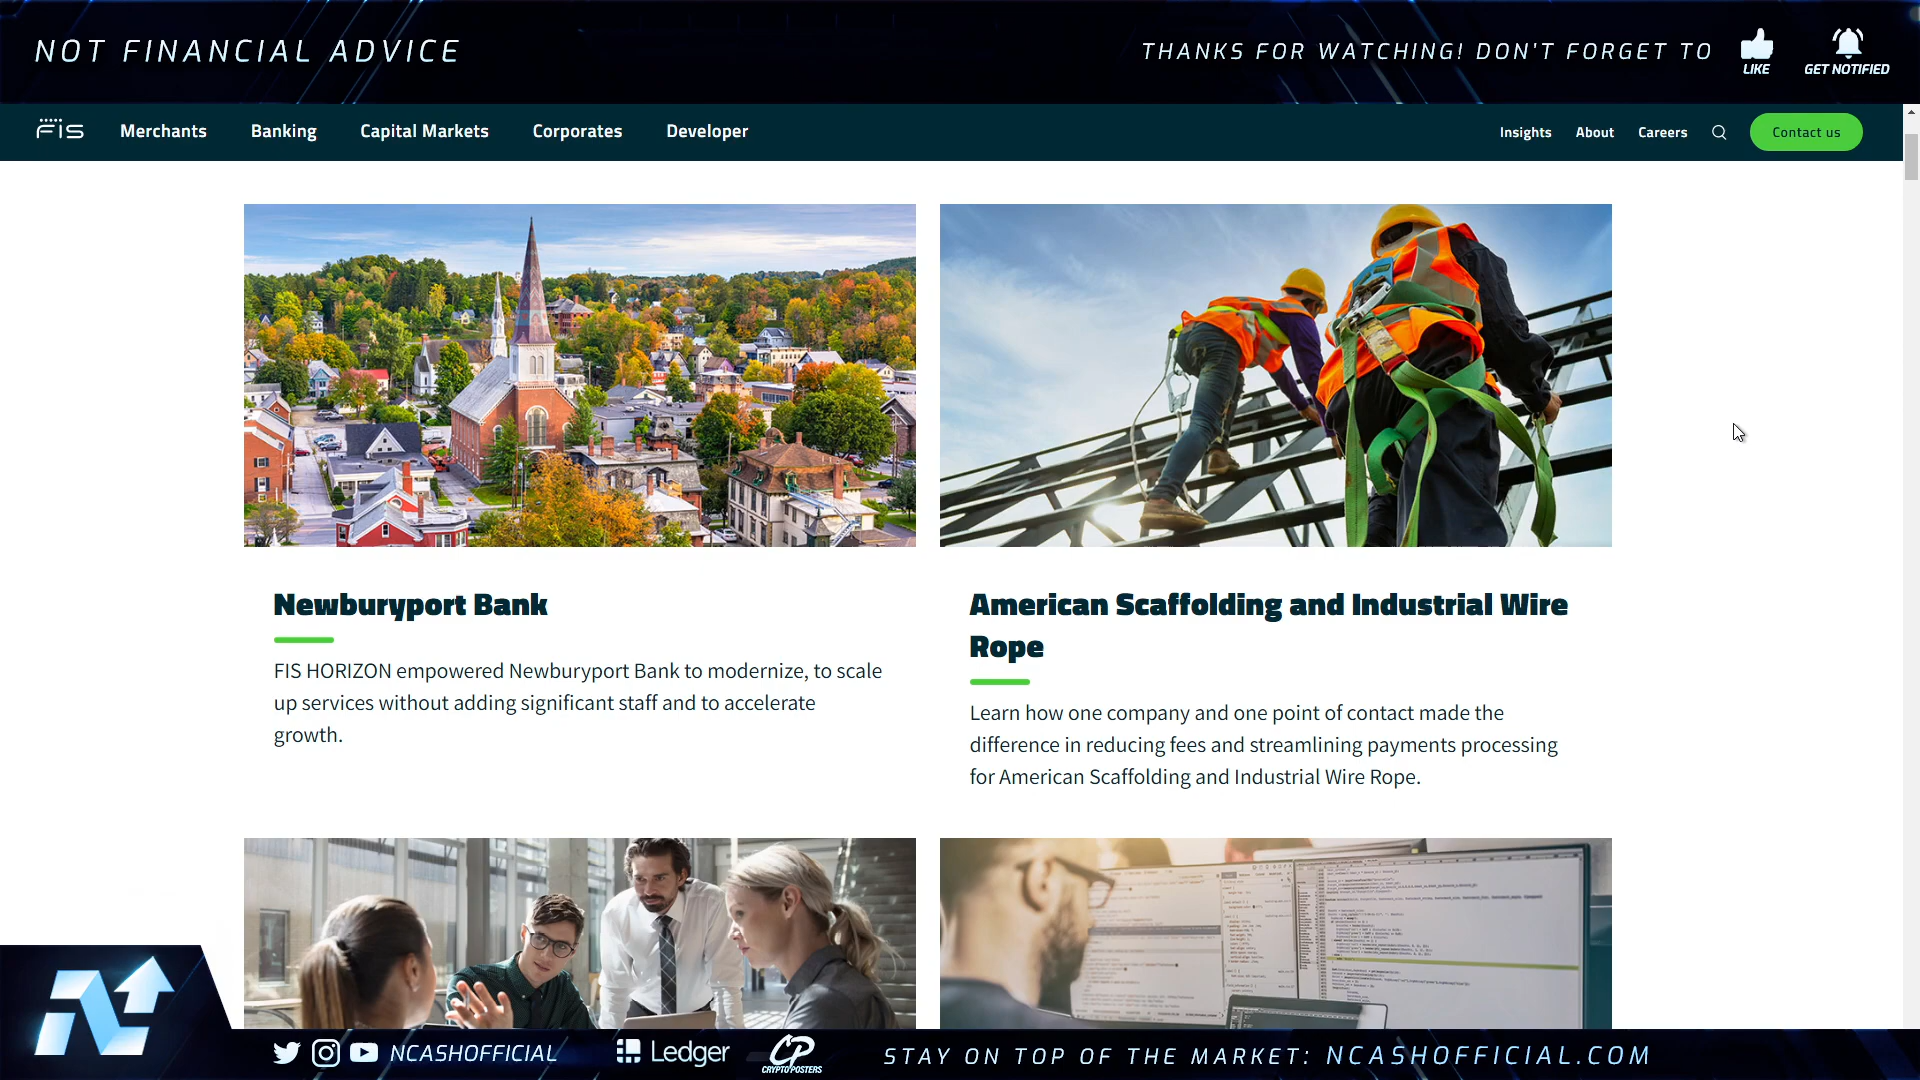 NOT FINANCIAL ADVICE
THANKS FOR WATCHING! DON'T FORGET TO
LIKE
GET NOTIFIED
FIS
Merchants
Banking
Capital Markets
Corporates
Developer
Insights
About
Careers
Contact us
Newburyport Bank
FIS HORIZON empowered Newburyport Bank to modernize, to scale
up services without adding significant staff and to accelerate
growth.
American Scaffolding and Industrial Wire
Rope
Learn how one company and one point of contact made the
difference in reducing fees and streamlining payments processing
for American Scaffolding and Industrial Wire Rope.
NCASHOFFICIAL
Ledger
CP
CRYPTOPOSTERS
STAY ON TOP OF THE MARKET: NCASHOFFICIAL.COM